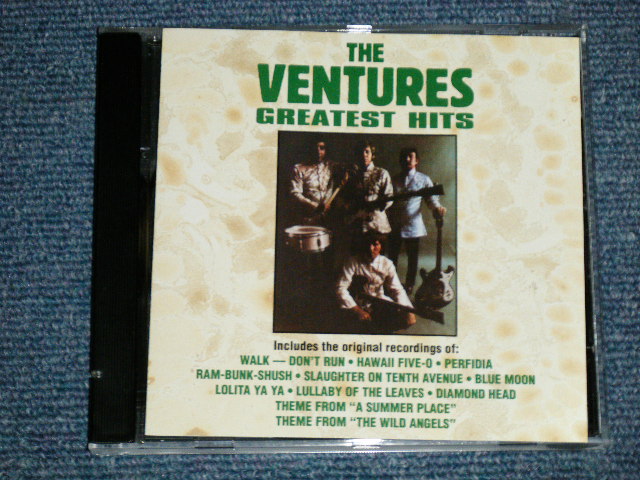 THE
VENTURES
GREATEST HITS
Includes the original recordings of:
WALK — DON'T RUN • HAWAII FIVE-O • PERFIDIA
RAM-BUNK-SHUSH • SLAUGHTER ON TENTH AVENUE • BLUE MOON
LOLITA YA YA • LULLABY OF THE LEAVES • DIAMOND HEAD
THEME FROM "A SUMMER PLACE"
THEME FROM "THE WILD ANGELS"